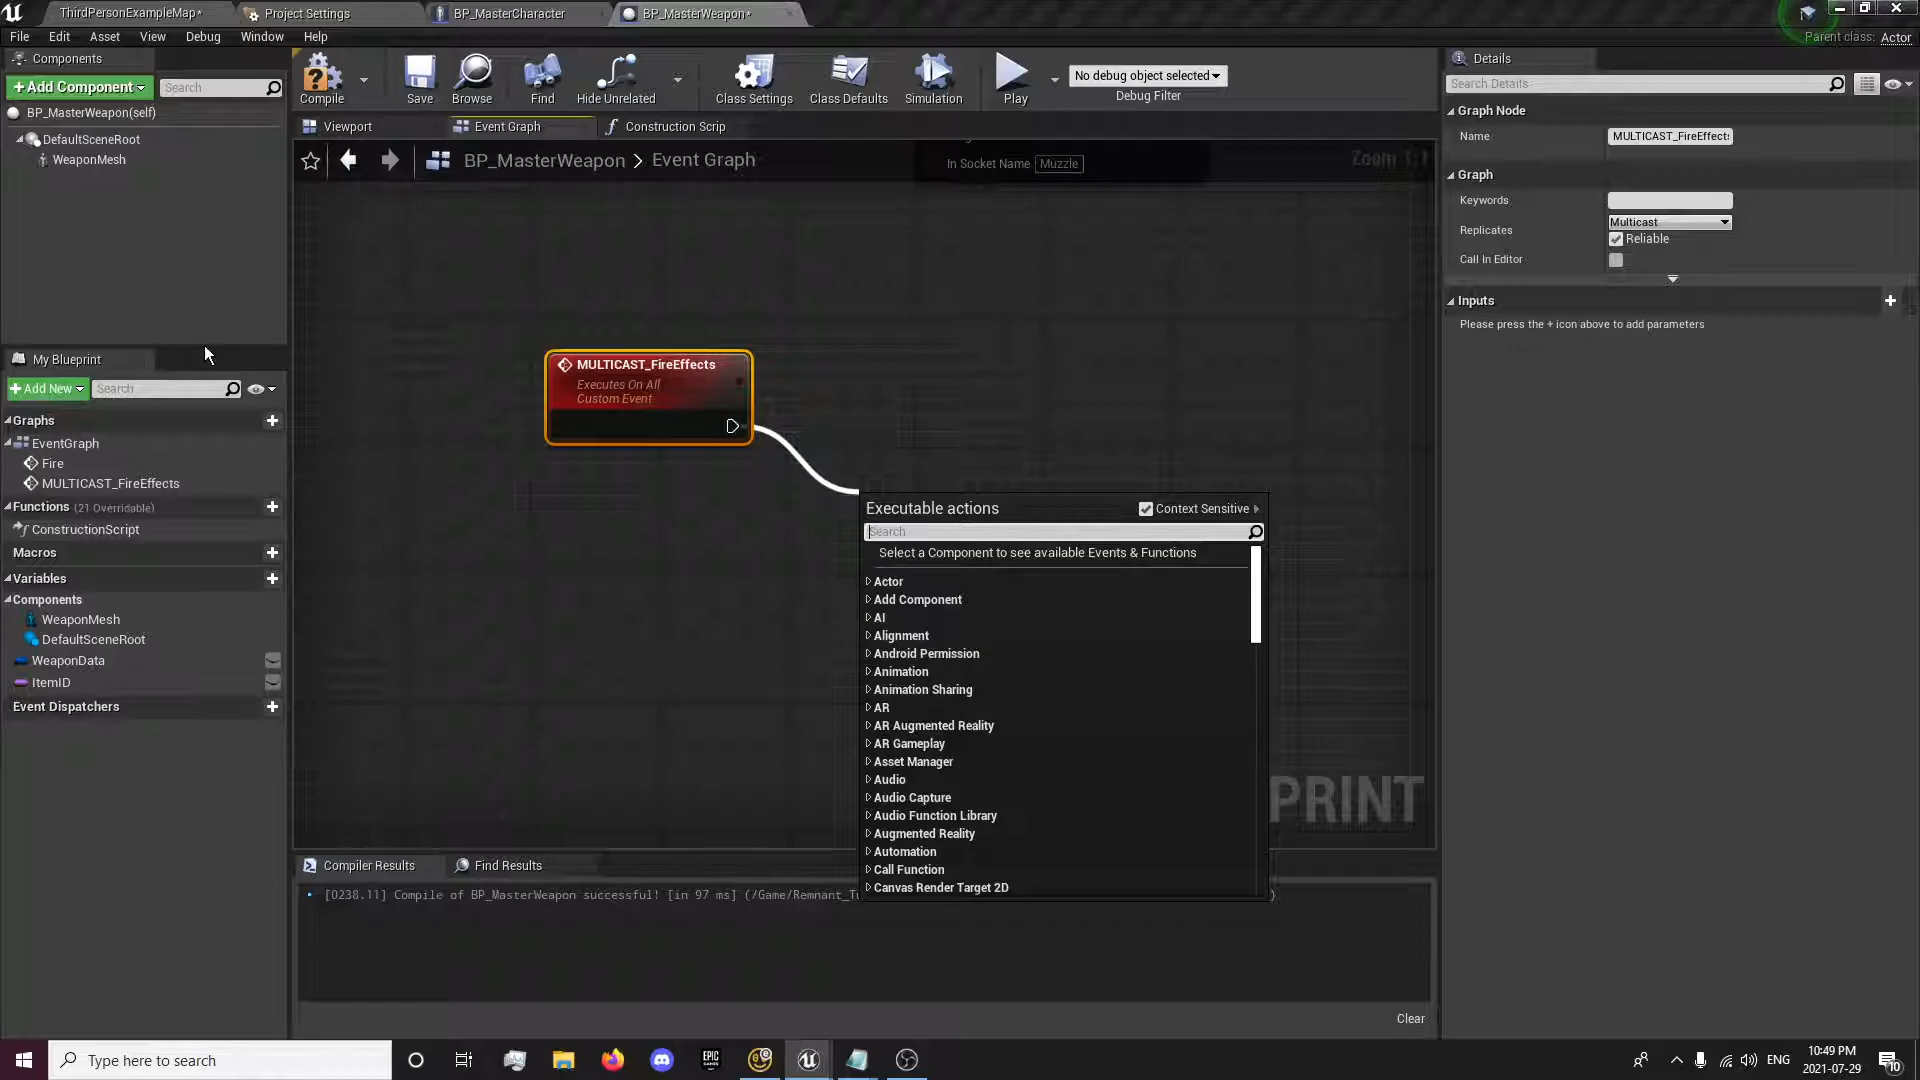 ThirdPersonExampleMap*
Project Settings
BP_MasterCharacter
BP_MasterWeapon*
File
Edit
Asset
View
Debug
Window
Help
Parent class: Actor
Components
+Add Component
Search
BP_MasterWeapon(self)
DefaultSceneRoot
WeaponMesh
Compile
Save
Browse
Find
Hide Unrelated
Class Settings
Class Defaults
Simulation
Play
No debug object selected
Debug Filter
Viewport
Event Graph
Construction Scrip
BP_MasterWeapon > Event Graph
In Socket Name Muzzle
Zoom 1:1
MULTICAST_FireEffects
Executes On All
Custom Event
Executable actions
Context Sensitive
Search
Select a Component to see available Events & Functions
Actor
Add Component
AI
Alignment
Android Permission
Animation
Animation Sharing
AR
AR Augmented Reality
AR Gameplay
Asset Manager
Audio
Audio Capture
Audio Function Library
Augmented Reality
Automation
Call Function
Canvas Render Target 2D
PRINT
My Blueprint
+Add New
Search
Graphs
EventGraph
Fire
MULTICAST_FireEffects
Functions (21 Overridable)
ConstructionScript
Macros
Variables
Components
WeaponMesh
DefaultSceneRoot
WeaponData
ItemID
Event Dispatchers
Compiler Results
Find Results
[0238.11] Compile of BP_MasterWeapon successful! [in 97 ms] (/Game/Remnant_Tu
)
Clear
Details
Search Details
Graph Node
Name
MULTICAST_FireEffects
Graph
Keywords
Replicates
Multicast
Reliable
Call In Editor
Inputs
Please press the + icon above to add parameters
Type here to search
EPIC
ENG
10:49 PM
2021-07-29
10